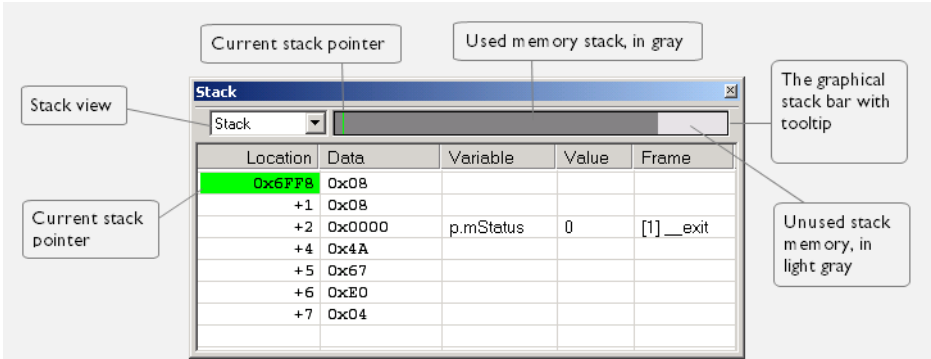 Current stack pointer
Used memory stack, in gray
The graphical
stack bar with
tooltip
Stack view
Stack
Stack
Location Data Variable Value Frame
0x6FF8 0x08
+1 0x08
+2 0x0000 p.mStatus 0 [1] __exit
+4 0x4A
+5 0x67
+6 0xE0
+7 0x04
Current stack
pointer
Unused stack
memory, in
light gray